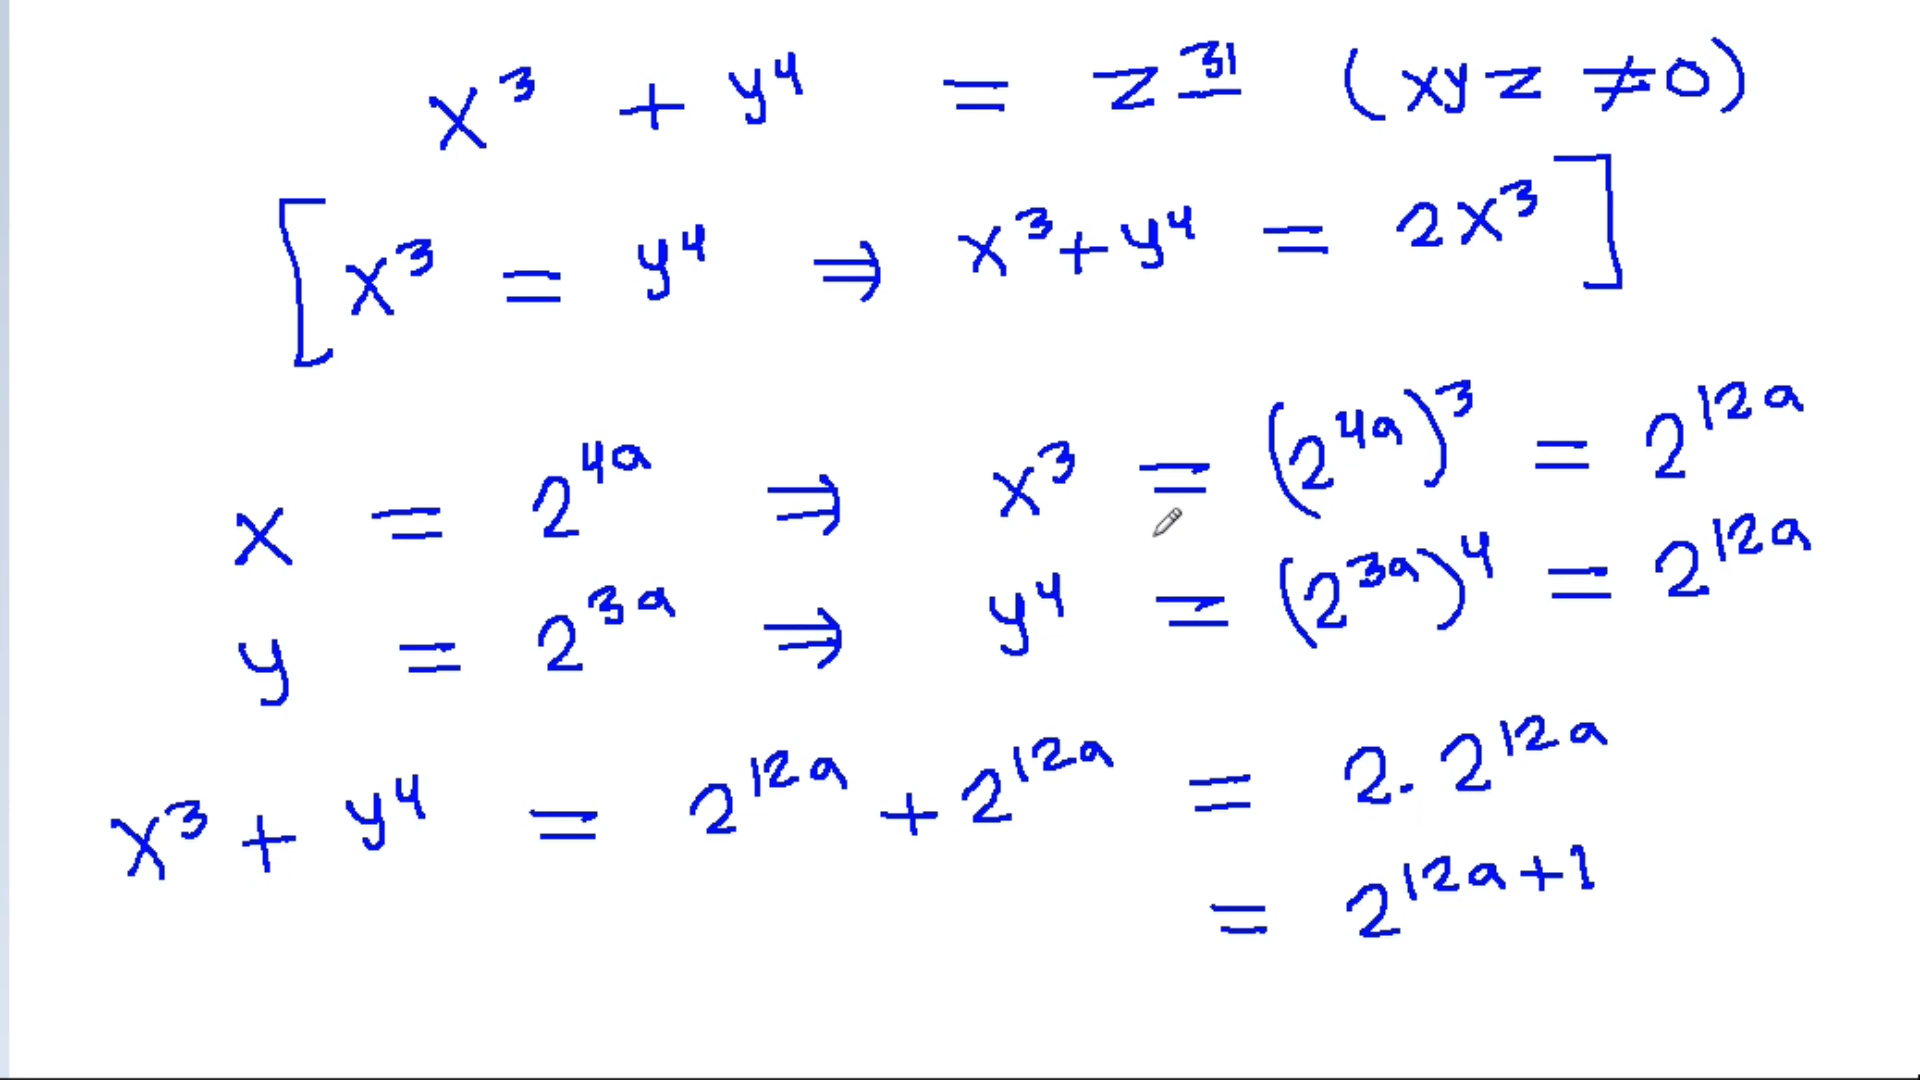 x³ + y⁴ = z³¹ (xyz ≠ 0)
[x³ = y⁴ ⇒ x³+y⁴ = 2x³]
x = 2⁴ᵃ ⇒ x³ = (2⁴ᵃ)³ = 2¹²ᵃ
y = 2³ᵃ ⇒ y⁴ = (2³ᵃ)⁴ = 2¹²ᵃ
x³ + y⁴ = 2¹²ᵃ + 2¹²ᵃ = 2·2¹²ᵃ
= 2¹²ᵃ⁺¹